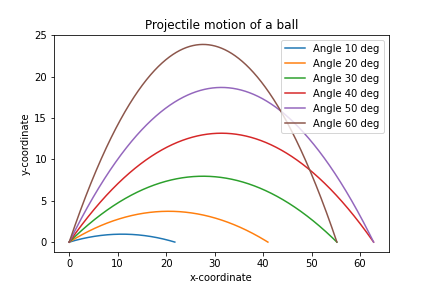 Projectile motion of a ball
y-coordinate
25
20
15
10
5
0
Angle 10 deg
Angle 20 deg
Angle 30 deg
Angle 40 deg
Angle 50 deg
Angle 60 deg
0 10 20 30 40 50 60
x-coordinate